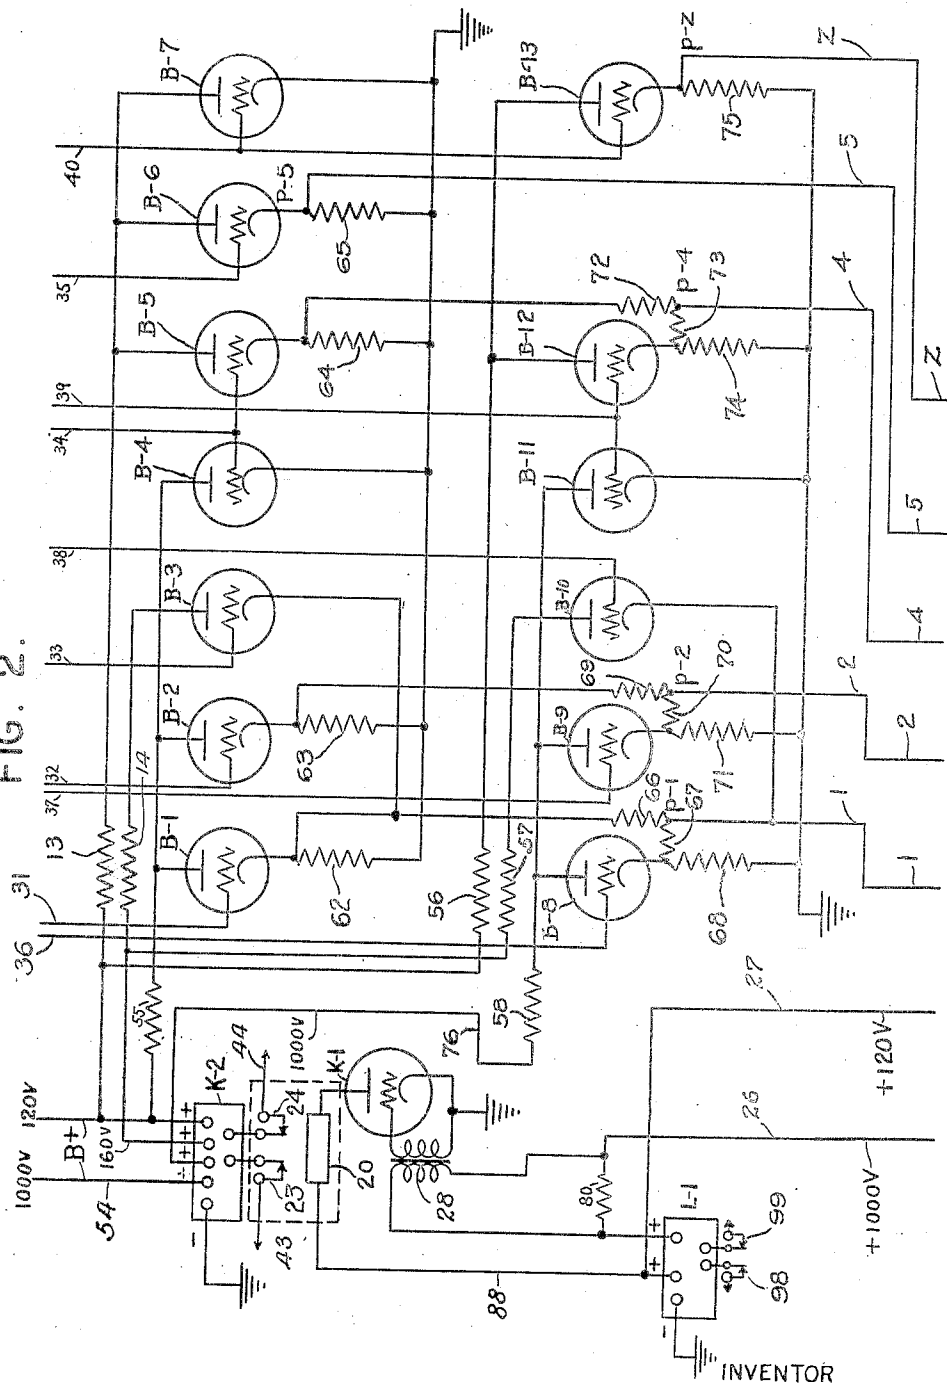 FIG. 2.
36
31
37
32
33
38
34
39
35
40
13
14
B-1
B-2
B-3
B-4
B-5
B-6
B-7
P-5
62
63
64
65
1000V
120V
B+
54
160V
55
K-2
44
1000V
24
23
43
20
K-1
28
88
80
76
56
57
58
B-8
B-9
B-10
B-11
B-12
B-13
66
P-1
67
68
69
P-2
70
71
72
P-4
73
74
P-Z
75
L-1
99
98
26
27
+1000V
+120V
1
1
2
2
4
4
5
5
Z
Z
+
+
+
+
+
-
-
INVENTOR